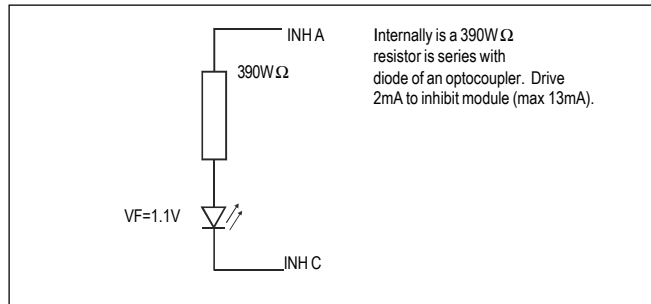 INH A
390WΩ
VF=1.1V
INH C
Internally is a 390WΩ
resistor is series with
diode of an optocoupler. Drive
2mA to inhibit module (max 13mA).